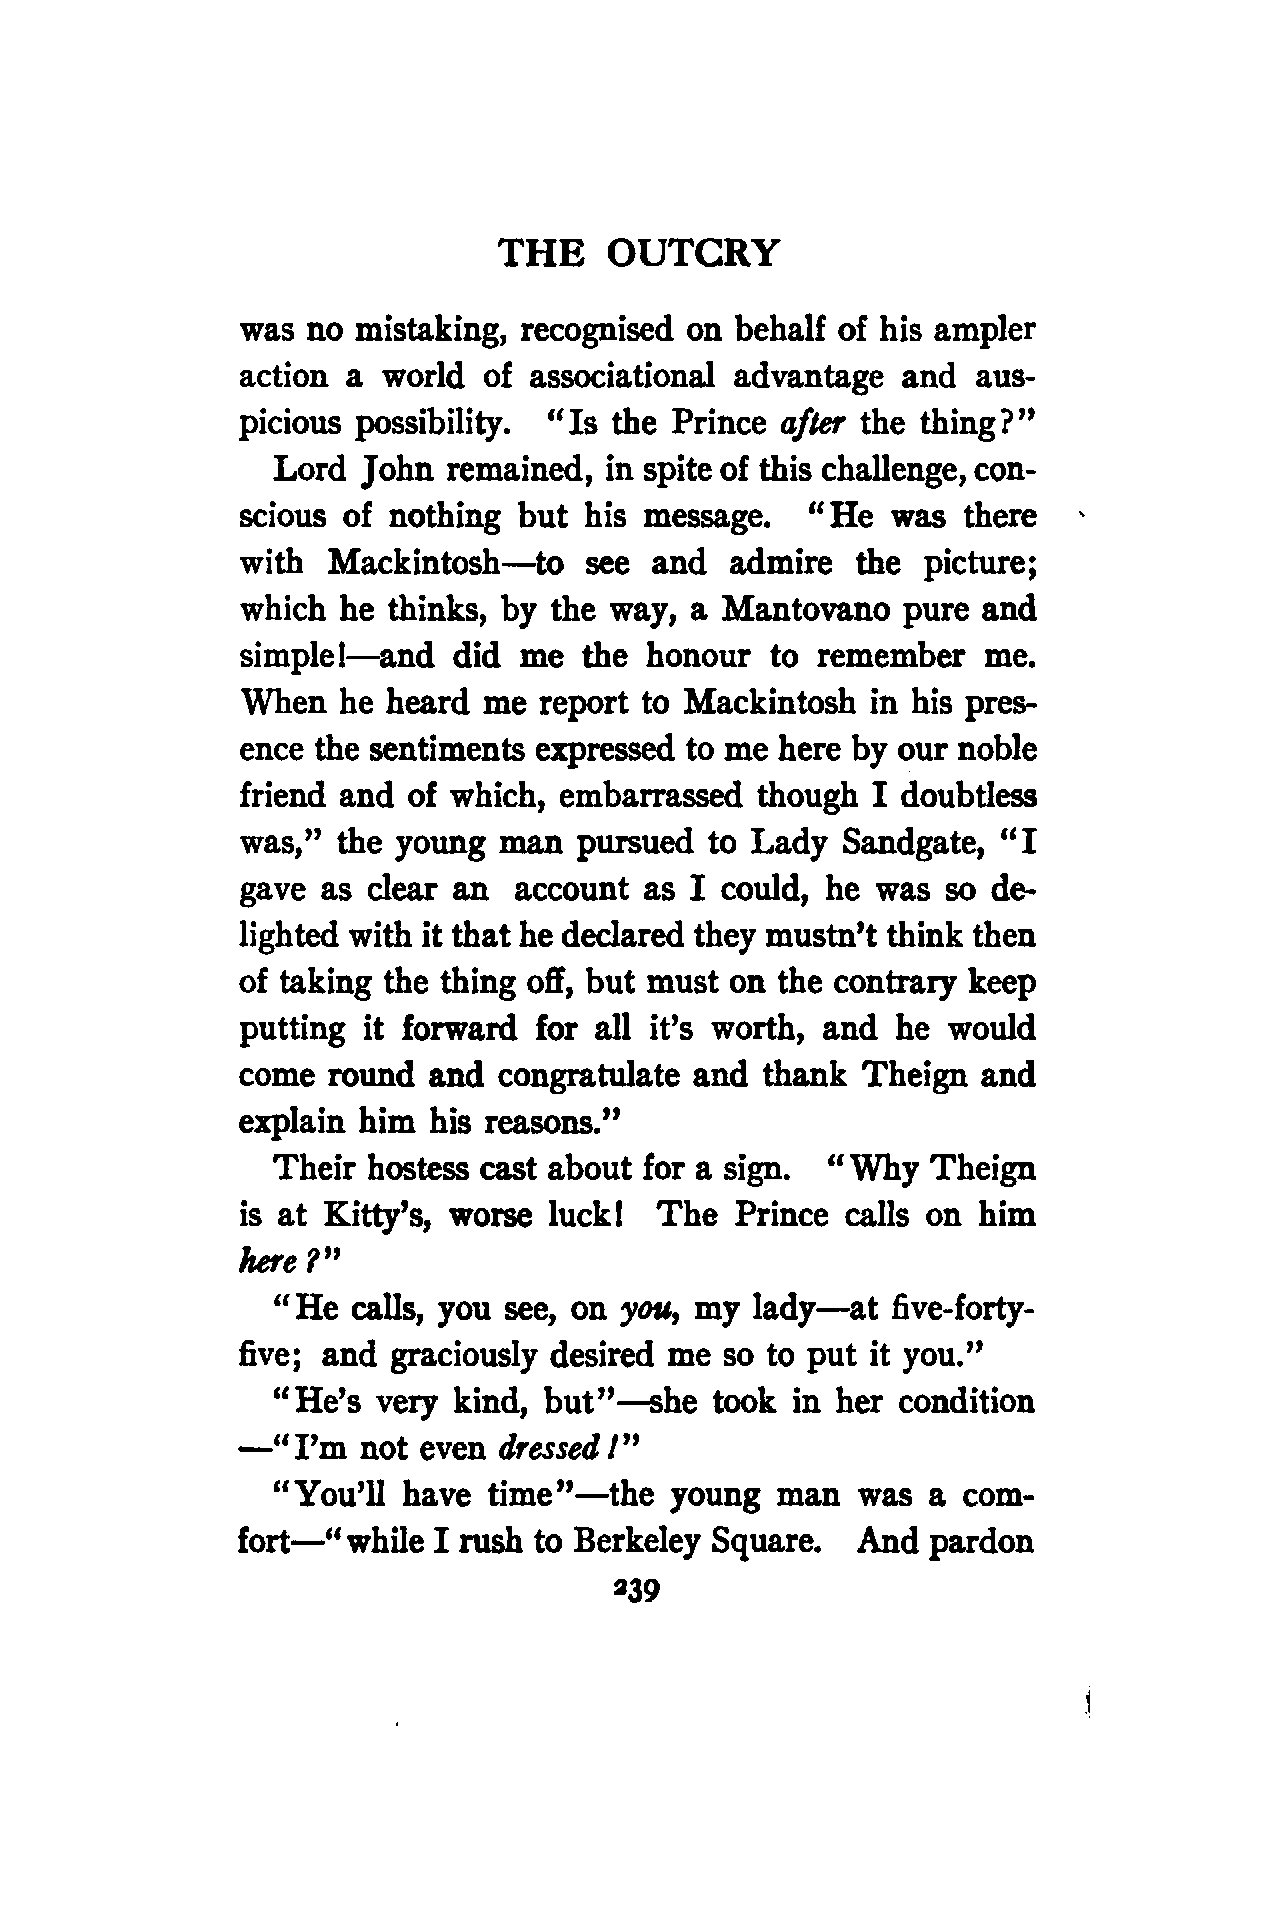 THE OUTCRY
was no mistaking, recognised on behalf of his ampler
action a world of associational advantage and aus-
picious possibility. "Is the Prince after the thing?"
Lord John remained, in spite of this challenge, con-
scious of nothing but his message. "He was there
with Mackintosh—to see and admire the picture;
which he thinks, by the way, a Mantovano pure and
simple!—and did me the honour to remember me.
When he heard me report to Mackintosh in his pres-
ence the sentiments expressed to me here by our noble
friend and of which, embarrassed though I doubtless
was," the young man pursued to Lady Sandgate, "I
gave as clear an account as I could, he was so de-
lighted with it that he declared they mustn't think then
of taking the thing off, but must on the contrary keep
putting it forward for all it's worth, and he would
come round and congratulate and thank Theign and
explain him his reasons."
Their hostess cast about for a sign. "Why Theign
is at Kitty's, worse luck! The Prince calls on him
here?"
"He calls, you see, on you, my lady—at five-forty-
five; and graciously desired me so to put it you."
"He's very kind, but"—she took in her condition
—"I'm not even dressed!"
"You'll have time"—the young man was a com-
fort—"while I rush to Berkeley Square. And pardon
239